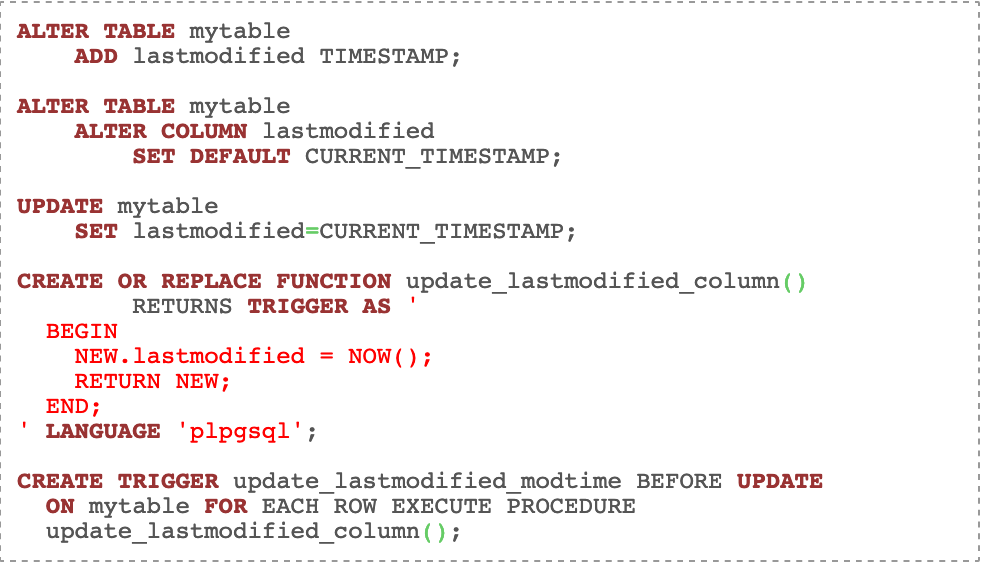 ALTER TABLE mytable
ADD lastmodified TIMESTAMP;
ALTER TABLE mytable
ALTER COLUMN lastmodified
SET DEFAULT CURRENT_TIMESTAMP;
UPDATE mytable
SET lastmodified=CURRENT_TIMESTAMP;
CREATE OR REPLACE FUNCTION update_lastmodified_column()
RETURNS TRIGGER AS '
BEGIN
NEW.lastmodified = NOW();
RETURN NEW;
END;
' LANGUAGE 'plpgsql';
CREATE TRIGGER update_lastmodified_modtime BEFORE UPDATE
ON mytable FOR EACH ROW EXECUTE PROCEDURE
update_lastmodified_column();